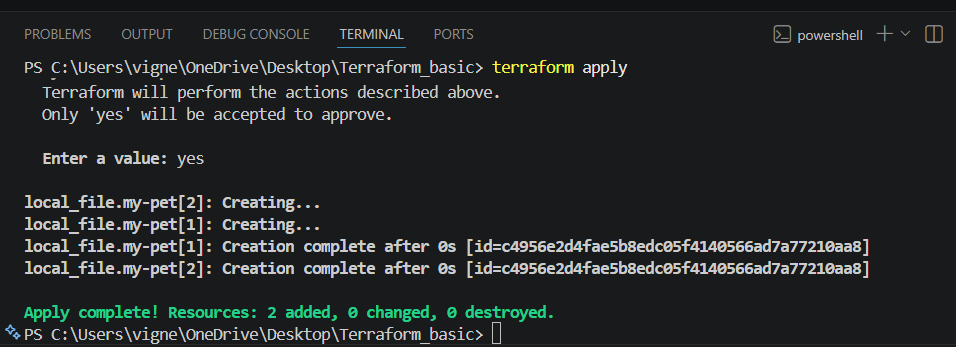 PROBLEMS OUTPUT DEBUG CONSOLE TERMINAL PORTS powershell
PS C:\Users\vigne\OneDrive\Desktop\Terraform_basic> terraform apply
Terraform will perform the actions described above.
Only 'yes' will be accepted to approve.
Enter a value: yes
local_file.my-pet[2]: Creating...
local_file.my-pet[1]: Creating...
local_file.my-pet[1]: Creation complete after 0s [id=c4956e2d4fae5b8edc05f4140566ad7a77210aa8]
local_file.my-pet[2]: Creation complete after 0s [id=c4956e2d4fae5b8edc05f4140566ad7a77210aa8]
Apply complete! Resources: 2 added, 0 changed, 0 destroyed.
PS C:\Users\vigne\OneDrive\Desktop\Terraform_basic>